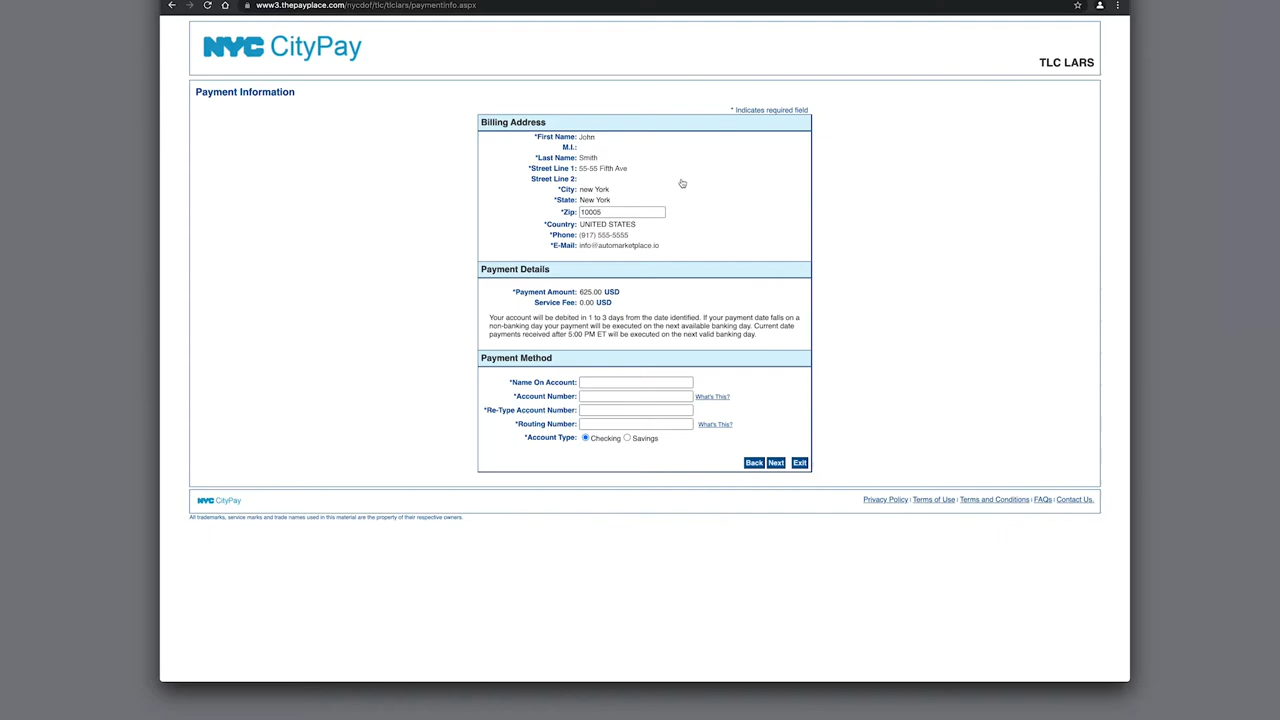 www3.thepayplace.com/nycdof/tlc/tlclars/paymentinfo.aspx
NYC CityPay
TLC LARS
Payment Information
* Indicates required field
Billing Address
*First Name: John
M.I.:
*Last Name: Smith
*Street Line 1: 55-55 Fifth Ave
Street Line 2:
*City: new York
*State: New York
*Zip: 10005
*Country: UNITED STATES
*Phone: (917) 555-5555
*E-Mail: info@automarketplace.io
Payment Details
*Payment Amount: 625.00 USD
Service Fee: 0.00 USD
Your account will be debited in 1 to 3 days from the date identified. If your payment date falls on a
non-banking day your payment will be executed on the next available banking day. Current date
payments received after 5:00 PM ET will be executed on the next valid banking day.
Payment Method
*Name On Account:
*Account Number: What's This?
*Re-Type Account Number:
*Routing Number: What's This?
*Account Type: Checking Savings
Back Next Exit
NYC CityPay
Privacy Policy | Terms of Use | Terms and Conditions | FAQs | Contact Us.
All trademarks, service marks and trade names used in this material are the property of their respective owners.